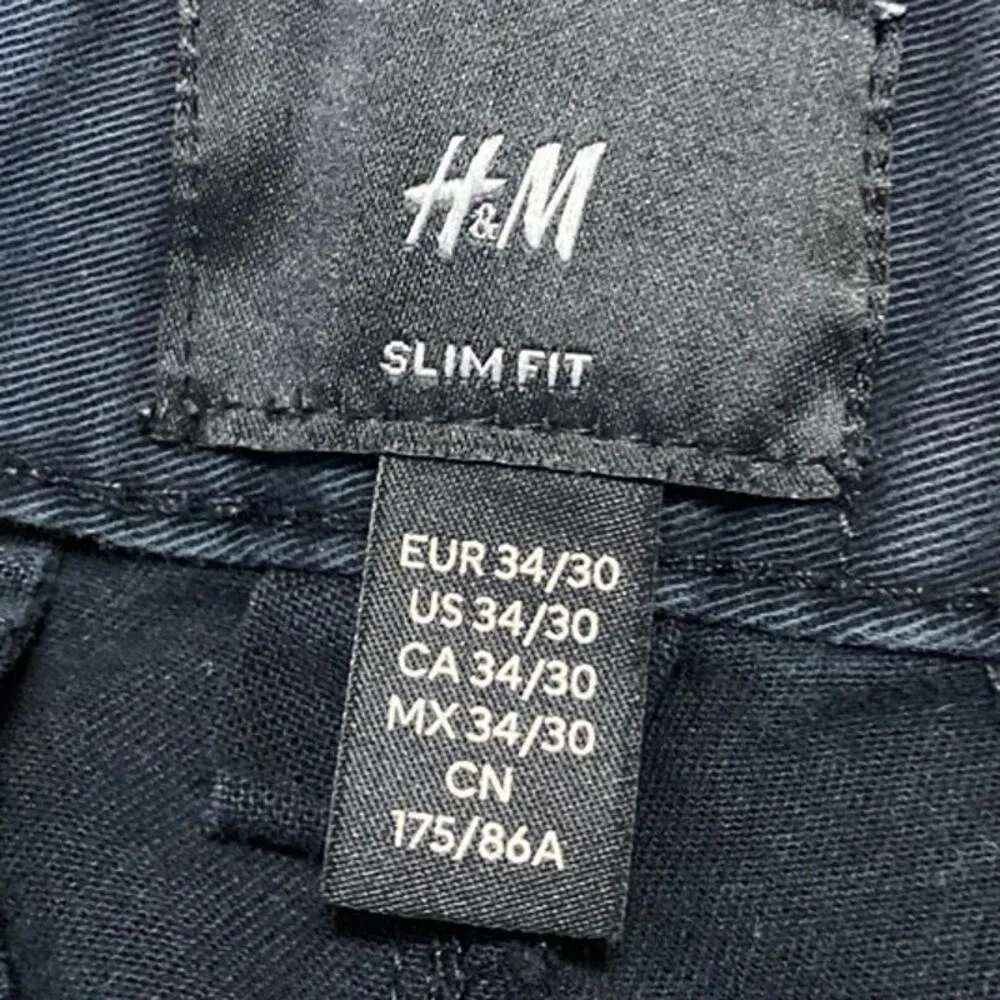 H&M
SLIM FIT
EUR 34/30
US 34/30
CA 34/30
MX 34/30
CN
175/86A